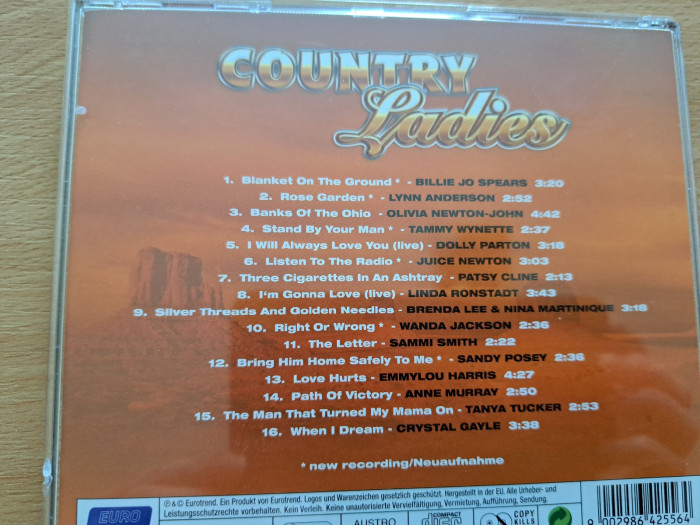 COUNTRY
Ladies
1. Blanket On The Ground * - BILLIE JO SPEARS 3:20
2. Rose Garden * - LYNN ANDERSON 2:52
3. Banks Of The Ohio - OLIVIA NEWTON-JOHN 4:42
4. Stand By Your Man * - TAMMY WYNETTE 2:37
5. I Will Always Love You (live) - DOLLY PARTON 3:18
6. Listen To The Radio * - JUICE NEWTON 3:03
7. Three Cigarettes In An Ashtray - PATSY CLINE 2:13
8. I'm Gonna Love (live) - LINDA RONSTADT 3:43
9. Silver Threads And Golden Needles - BRENDA LEE & NINA MARTINIQUE 3:18
10. Right Or Wrong * - WANDA JACKSON 2:36
11. The Letter - SAMMI SMITH 2:22
12. Bring Him Home Safely To Me * - SANDY POSEY 2:36
13. Love Hurts - EMMYLOU HARRIS 4:27
14. Path Of Victory - ANNE MURRAY 2:50
15. The Man That Turned My Mama On - TANYA TUCKER 2:53
16. When I Dream - CRYSTAL GAYLE 3:38
* new recording/Neuaufnahme
℗ & © Eurotrend. Ein Produkt von Eurotrend. Logos und Warenzeichen gesetzlich geschützt. Hergestellt in der EU. Alle Urheber- und
Leistungsschutzrechte vorbehalten. Kein Verleih. Keine unautorisierte Vervielfältigung, Vermietung, Aufführung, Sendung!
EURO
AUSTRO
COMPACT
COPY
KILLS
9 002986 425564